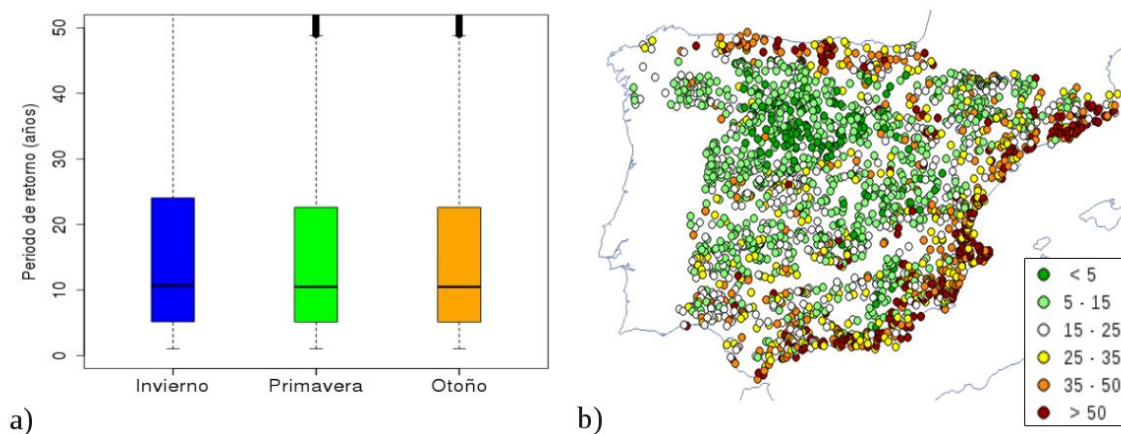 Periodo de retorno (años)
50
40
30
20
10
0
Invierno Primavera Otoño
a)
b)
< 5
5 - 15
15 - 25
25 - 35
35 - 50
> 50